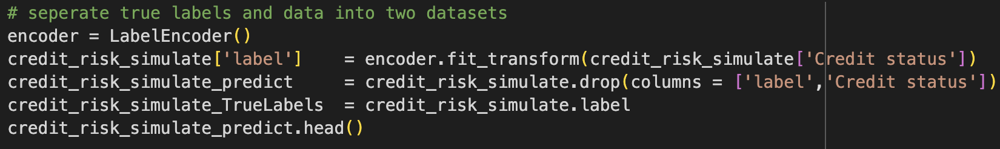 # seperate true labels and data into two datasets
encoder = LabelEncoder()
credit_risk_simulate['label']    = encoder.fit_transform(credit_risk_simulate['Credit status'])
credit_risk_simulate_predict     = credit_risk_simulate.drop(columns = ['label','Credit status'])
credit_risk_simulate_TrueLabels  = credit_risk_simulate.label
credit_risk_simulate_predict.head()